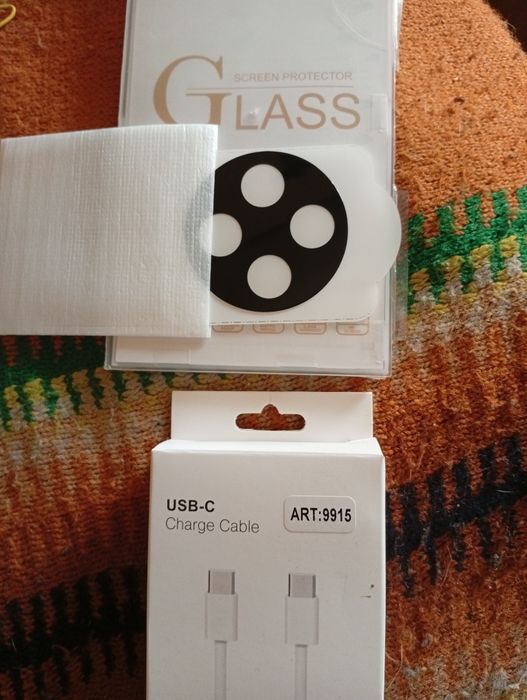 SCREEN PROTECTOR
GLASS
USB-C
Charge Cable
ART:9915